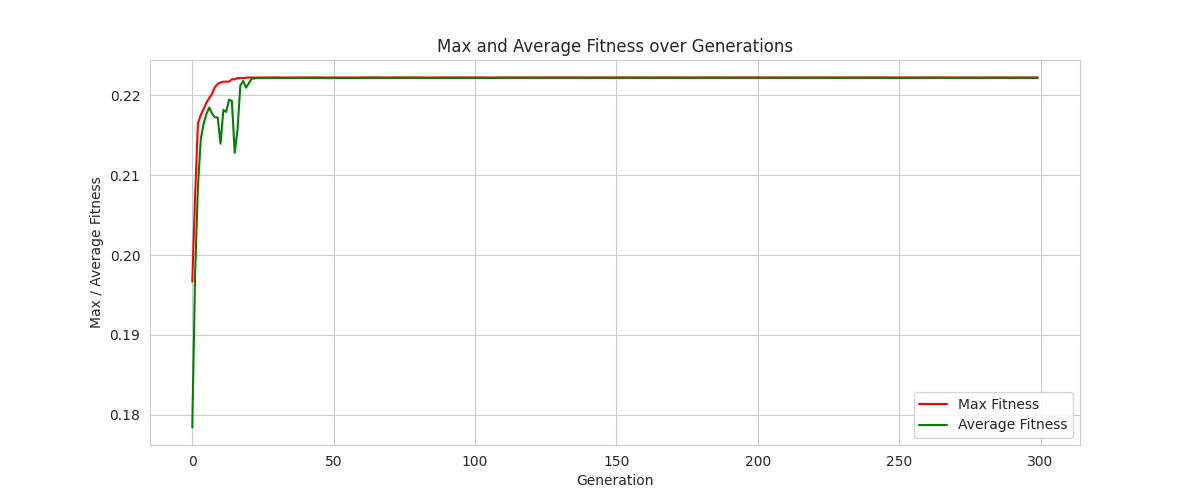 Max and Average Fitness over Generations
Max / Average Fitness
0.22
0.21
0.20
0.19
0.18
0
50
100
150
200
250
300
Generation
Max Fitness
Average Fitness